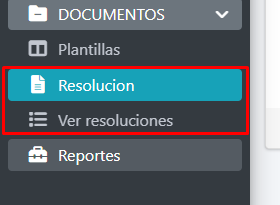 DOCUMENTOS
Plantillas
Resolucion
Ver resoluciones
Reportes